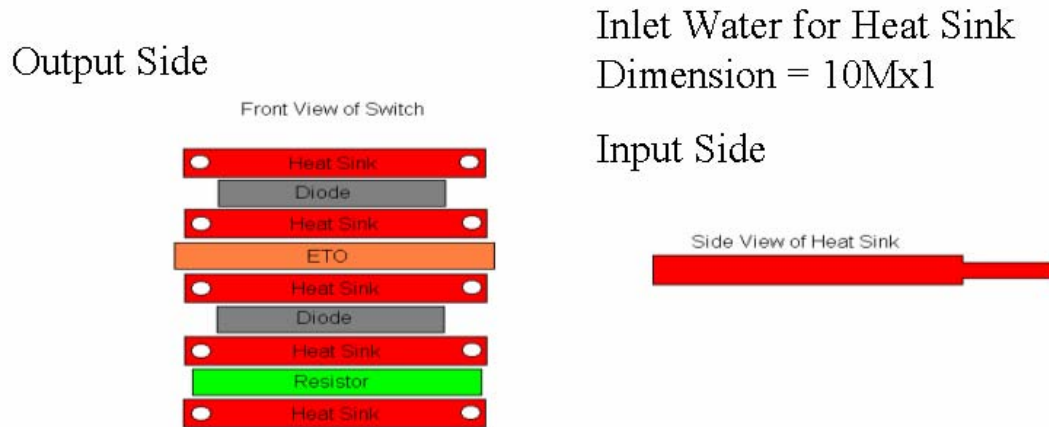 Output Side
Inlet Water for Heat Sink
Dimension = 10Mx1
Input Side
Front View of Switch
Heat Sink
Diode
Heat Sink
ETO
Heat Sink
Diode
Heat Sink
Resistor
Heat Sink
Side View of Heat Sink